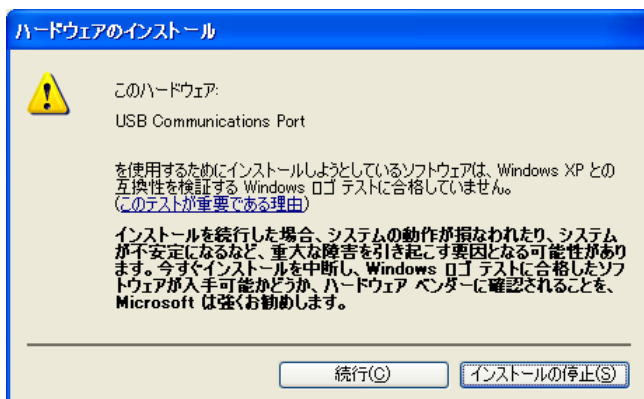 ハードウェアのインストール
このハードウェア:
USB Communications Port
を使用するためにインストールしようとしているソフトウェアは、Windows XP との
互換性を検証する Windows ロゴ テストに合格していません。
(このテストが重要である理由)
インストールを続行した場合、システムの動作が損なわれたり、システム
が不安定になるなど、重大な障害を引き起こす要因となる可能性があり
ます。今すぐインストールを中断し、Windows ロゴ テストに合格したソフ
トウェアが入手可能かどうか、ハードウェア ベンダーに確認されることを、
Microsoft は強くお勧めします。
続行(C)
インストールの停止(S)